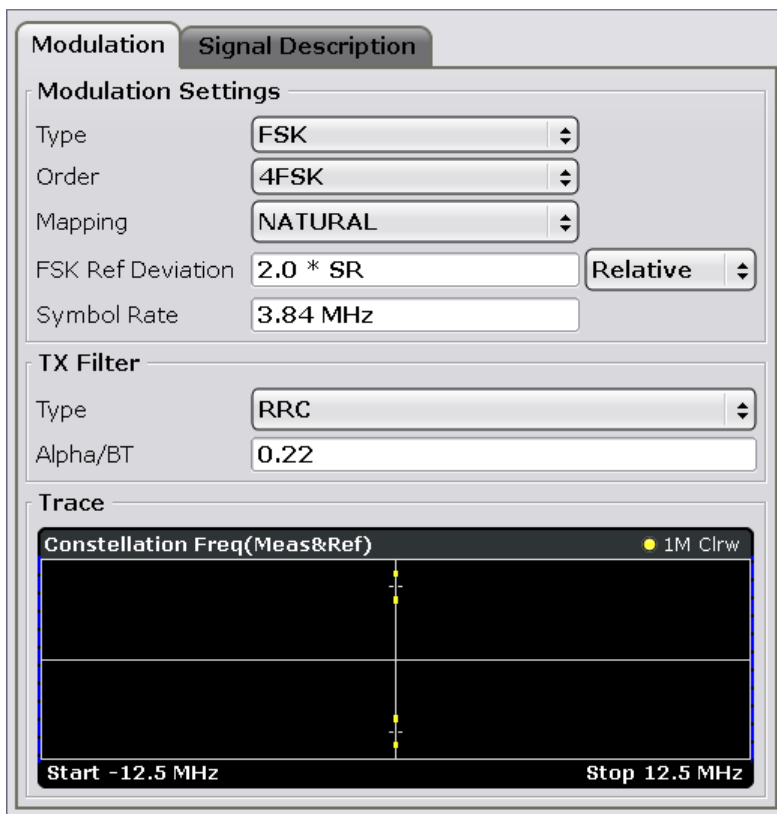 Modulation Signal Description
Modulation Settings
Type FSK
Order 4FSK
Mapping NATURAL
FSK Ref Deviation 2.0 * SR Relative
Symbol Rate 3.84 MHz
TX Filter
Type RRC
Alpha/BT 0.22
Trace
Constellation Freq(Meas&Ref) 1M Clrw
Start -12.5 MHz Stop 12.5 MHz